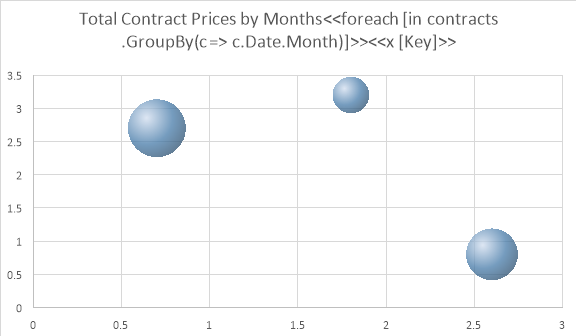 Total Contract Prices by Months<<foreach [in contracts
.GroupBy(c=> c.Date.Month)]>><<x [Key]>>
3.5
3
2.5
2
1.5
1
0.5
0
0 0.5 1 1.5 2 2.5 3